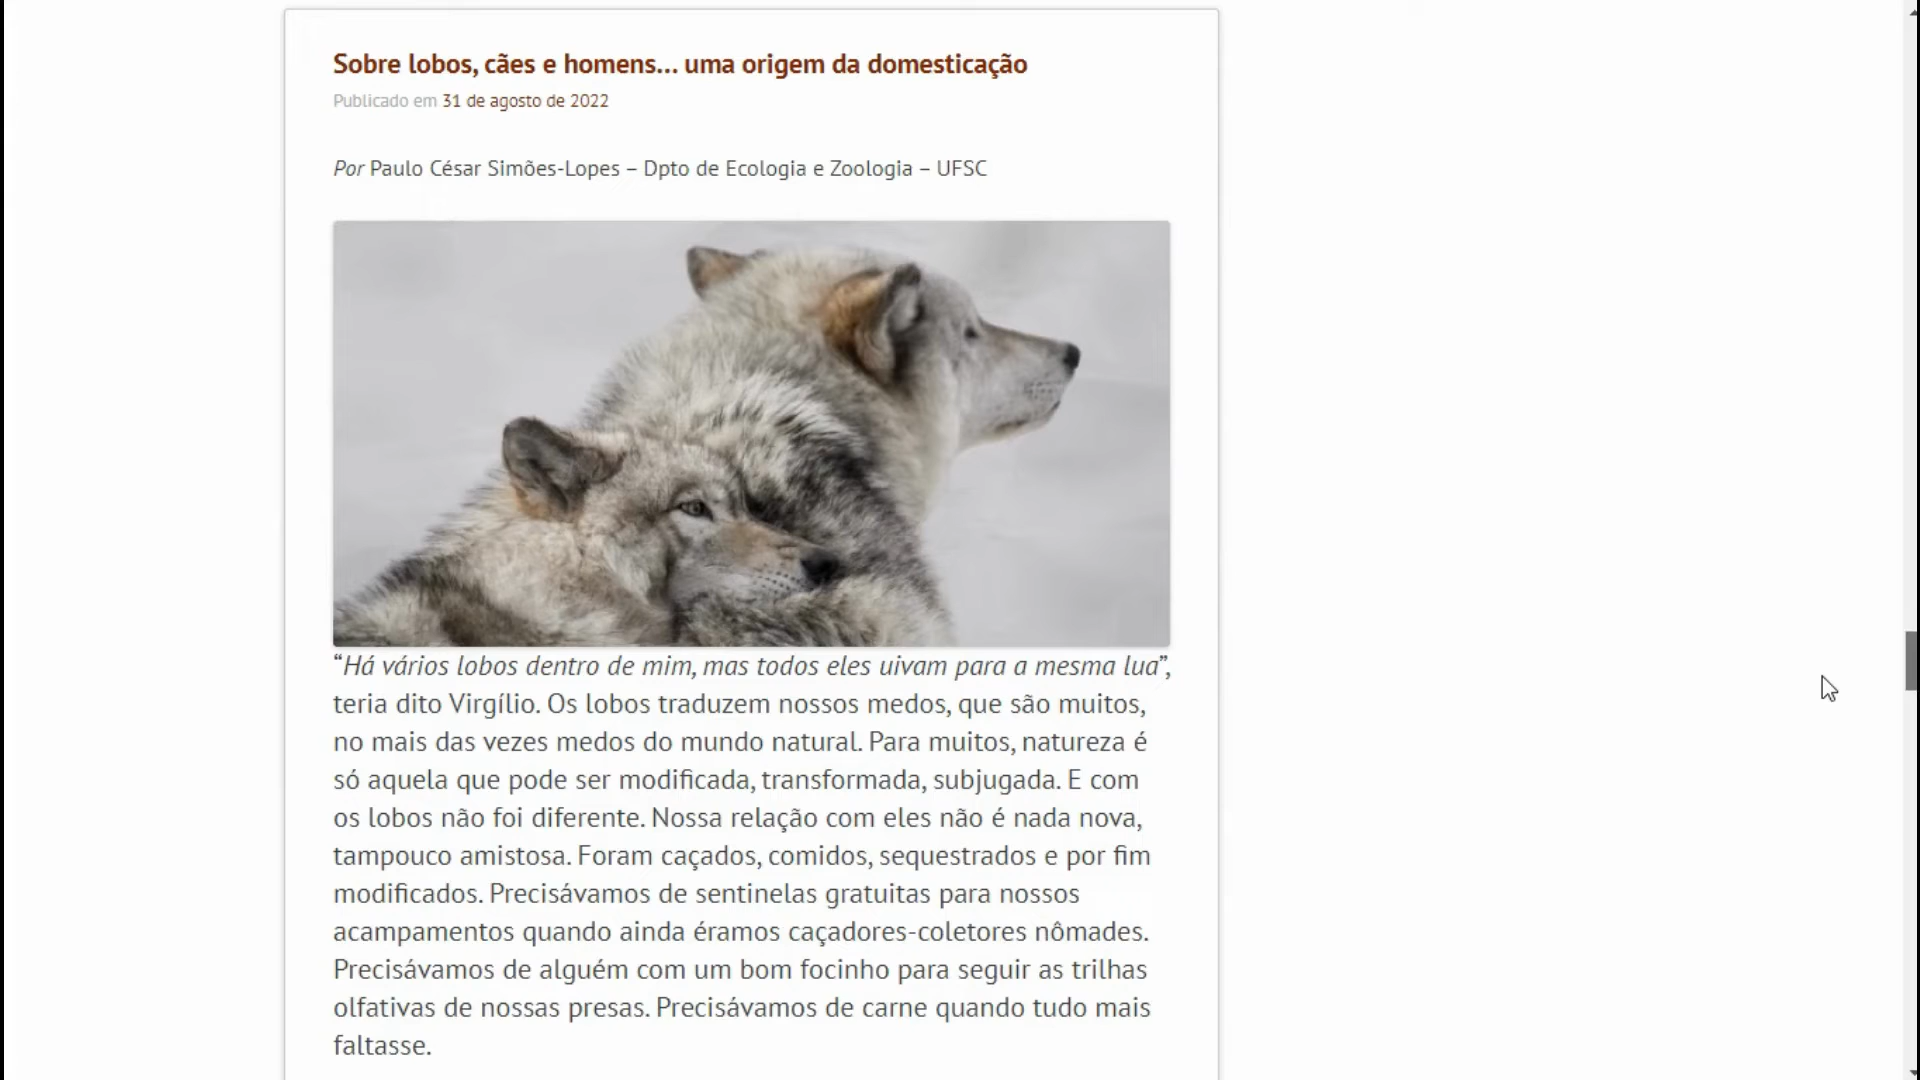 Sobre lobos, cães e homens... uma origem da domesticação
Publicado em 31 de agosto de 2022
Por Paulo César Simões-Lopes – Dpto de Ecologia e Zoologia – UFSC
“Há vários lobos dentro de mim, mas todos eles uivam para a mesma lua”,
teria dito Virgílio. Os lobos traduzem nossos medos, que são muitos,
no mais das vezes medos do mundo natural. Para muitos, natureza é
só aquela que pode ser modificada, transformada, subjugada. E com
os lobos não foi diferente. Nossa relação com eles não é nada nova,
tampouco amistosa. Foram caçados, comidos, sequestrados e por fim
modificados. Precisávamos de sentinelas gratuitas para nossos
acampamentos quando ainda éramos caçadores-coletores nômades.
Precisávamos de alguém com um bom focinho para seguir as trilhas
olfativas de nossas presas. Precisávamos de carne quando tudo mais
faltasse.